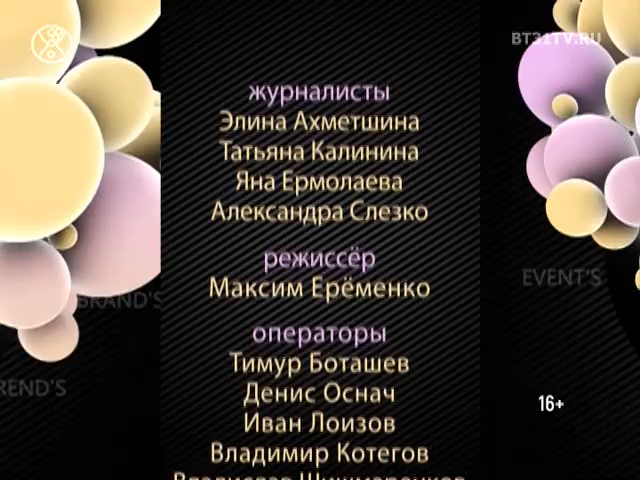 BT31TV.RU
журналисты
Элина Ахметшина
Татьяна Калинина
Яна Ермолаева
Александра Слезко
режиссёр
Максим Ерёменко
операторы
Тимур Боташев
Денис Оснач
Иван Лоизов
Владимир Котегов
BRAND'S
EVENT'S
REND'S
16+